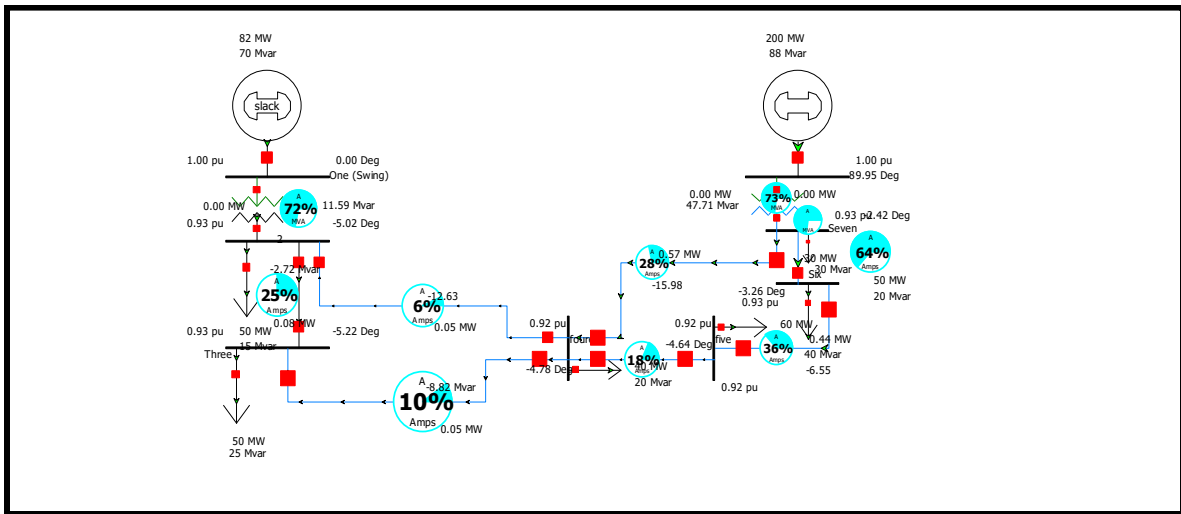 82 MW
70 Mvar
200 MW
88 Mvar
slack
1.00 pu
0.00 Deg
One (Swing)
1.00 pu
89.95 Deg
0.00 MW
A
72%
MVA
11.59 Mvar
0.93 pu
-5.02 Deg
2
0.00 MW
47.71 Mvar
73%
MVA
0.00 MW
A
MVA
0.93 pu
-2.42 Deg
Seven
A
64%
Amps
50 MW
20 Mvar
30 MW
30 Mvar
Six
-2.72 Mvar
A
25%
Amps
0.08 MW
A
6%
Amps
-12.63
0.05 MW
A
28%
Amps
0.57 MW
-15.98
-3.26 Deg
0.93 pu
60 MW
0.44 MW
40 Mvar
-6.55
0.93 pu
50 MW
15 Mvar
-5.22 Deg
Three
0.92 pu
four
-4.78 Deg
A
18%
Amps
40 MW
20 Mvar
0.92 pu
five
-4.64 Deg
A
36%
Amps
0.92 pu
A
10%
Amps
-8.82 Mvar
0.05 MW
50 MW
25 Mvar